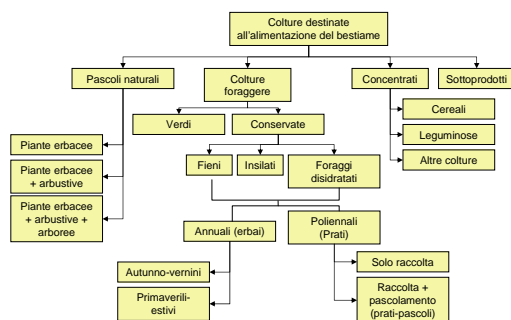 Colture destinate
all'alimentazione del bestiame
Pascoli naturali
Colture
foraggere
Concentrati
Sottoprodotti
Verdi
Conservate
Cereali
Leguminose
Altre colture
Piante erbacee
Piante erbacee
+ arbustive
Piante erbacee
+ arbustive +
arboree
Fieni
Insilati
Foraggi
disidratati
Annuali (erbai)
Poliennali
(Prati)
Autunno-vernini
Primaverili-
estivi
Solo raccolta
Raccolta +
pascolamento
(prati-pascoli)